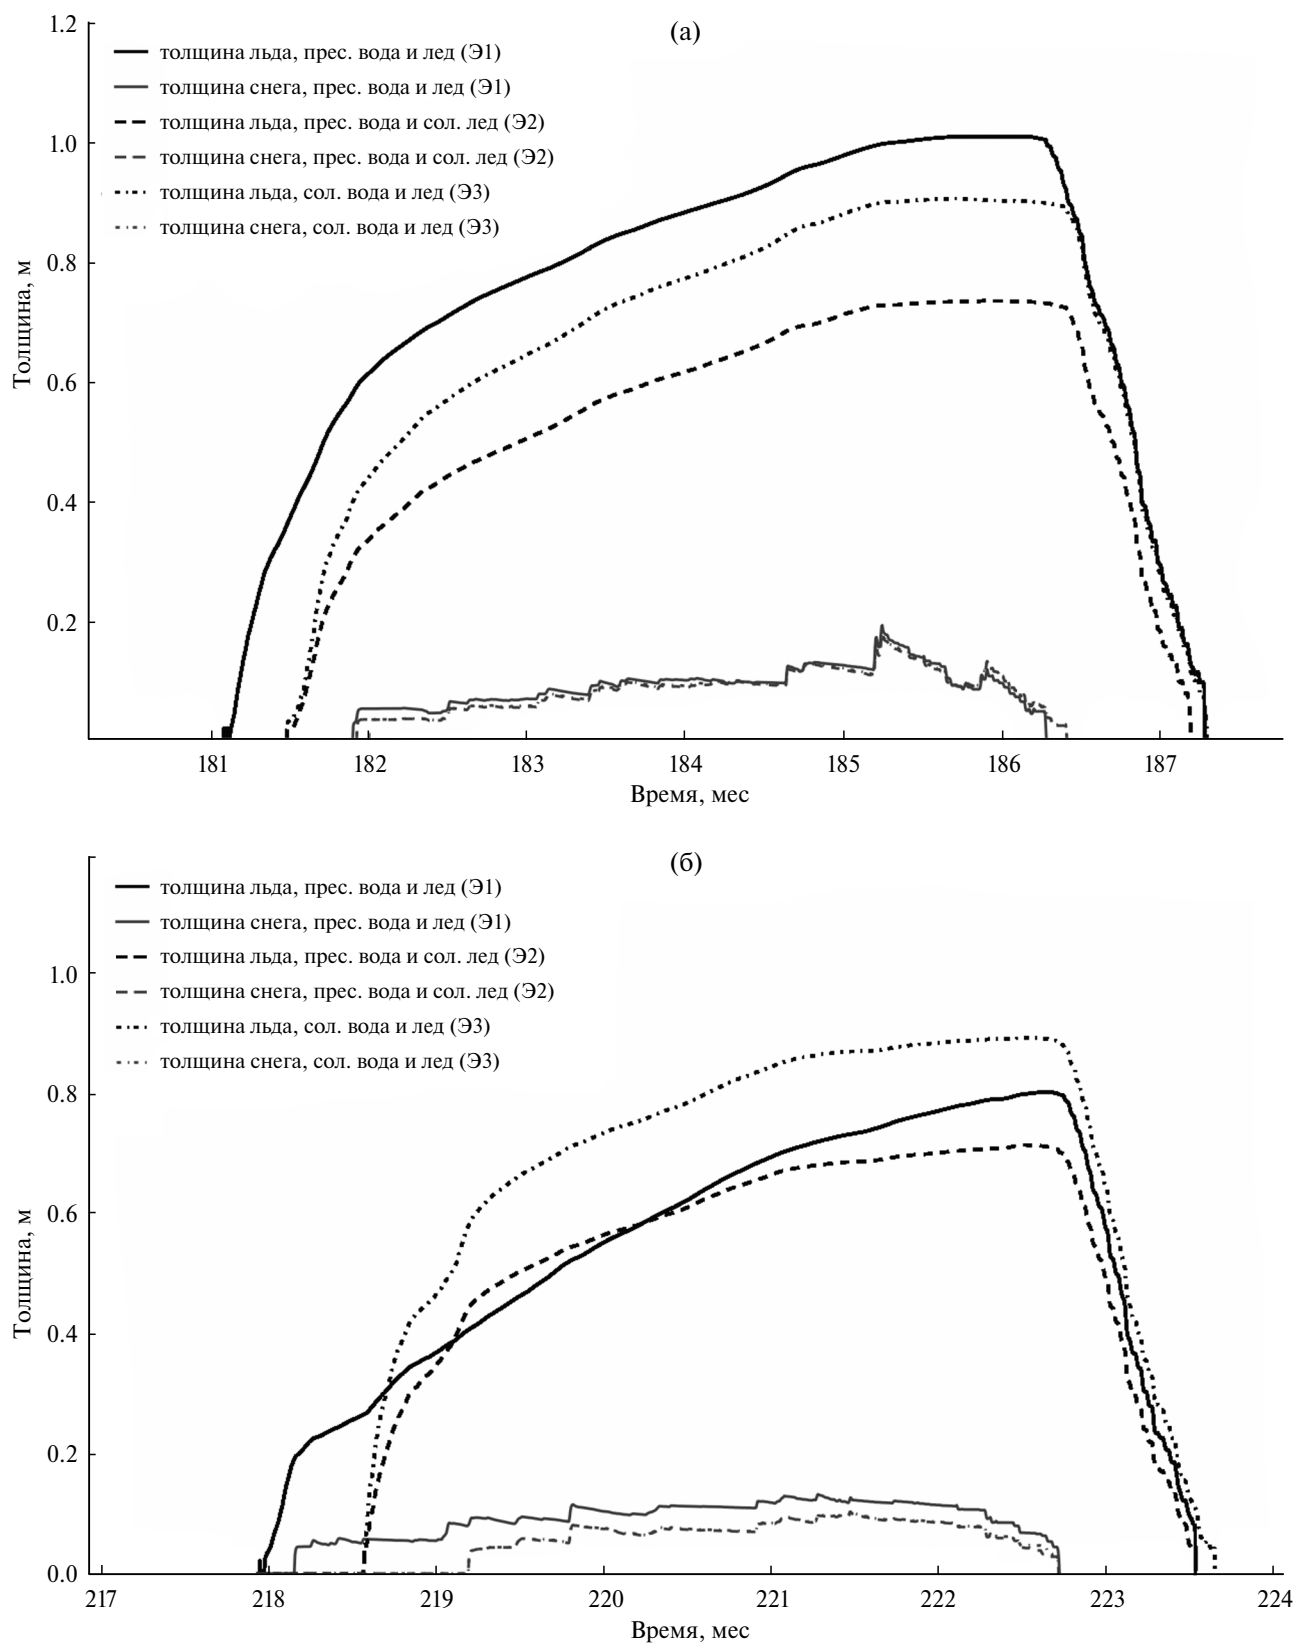 (а)
1.2
1.0
0.8
0.6
0.4
0.2
Толщина, м
толщина льда, прес. вода и лед (Э1)
толщина снега, прес. вода и лед (Э1)
толщина льда, прес. вода и сол. лед (Э2)
толщина снега, прес. вода и сол. лед (Э2)
толщина льда, сол. вода и лед (Э3)
толщина снега, сол. вода и лед (Э3)
181 182 183 184 185 186 187
Время, мес
(б)
1.0
0.8
0.6
0.4
0.2
0.0
Толщина, м
толщина льда, прес. вода и лед (Э1)
толщина снега, прес. вода и лед (Э1)
толщина льда, прес. вода и сол. лед (Э2)
толщина снега, прес. вода и сол. лед (Э2)
толщина льда, сол. вода и лед (Э3)
толщина снега, сол. вода и лед (Э3)
217 218 219 220 221 222 223 224
Время, мес